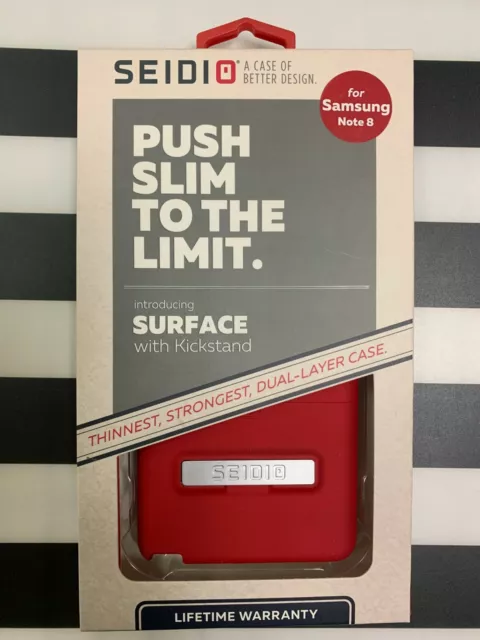 SEIDIO®
A CASE OF
BETTER DESIGN.
for
Samsung
Note 8
PUSH
SLIM
TO THE
LIMIT.
introducing
SURFACE
with Kickstand
THINNEST, STRONGEST, DUAL-LAYER CASE.
SEIDIO
LIFETIME WARRANTY